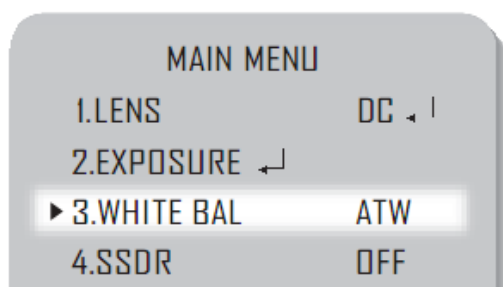 MAIN MENU
1.LENS DC ↲
2.EXPOSURE ↲
▶ 3.WHITE BAL ATW
4.SSDR OFF